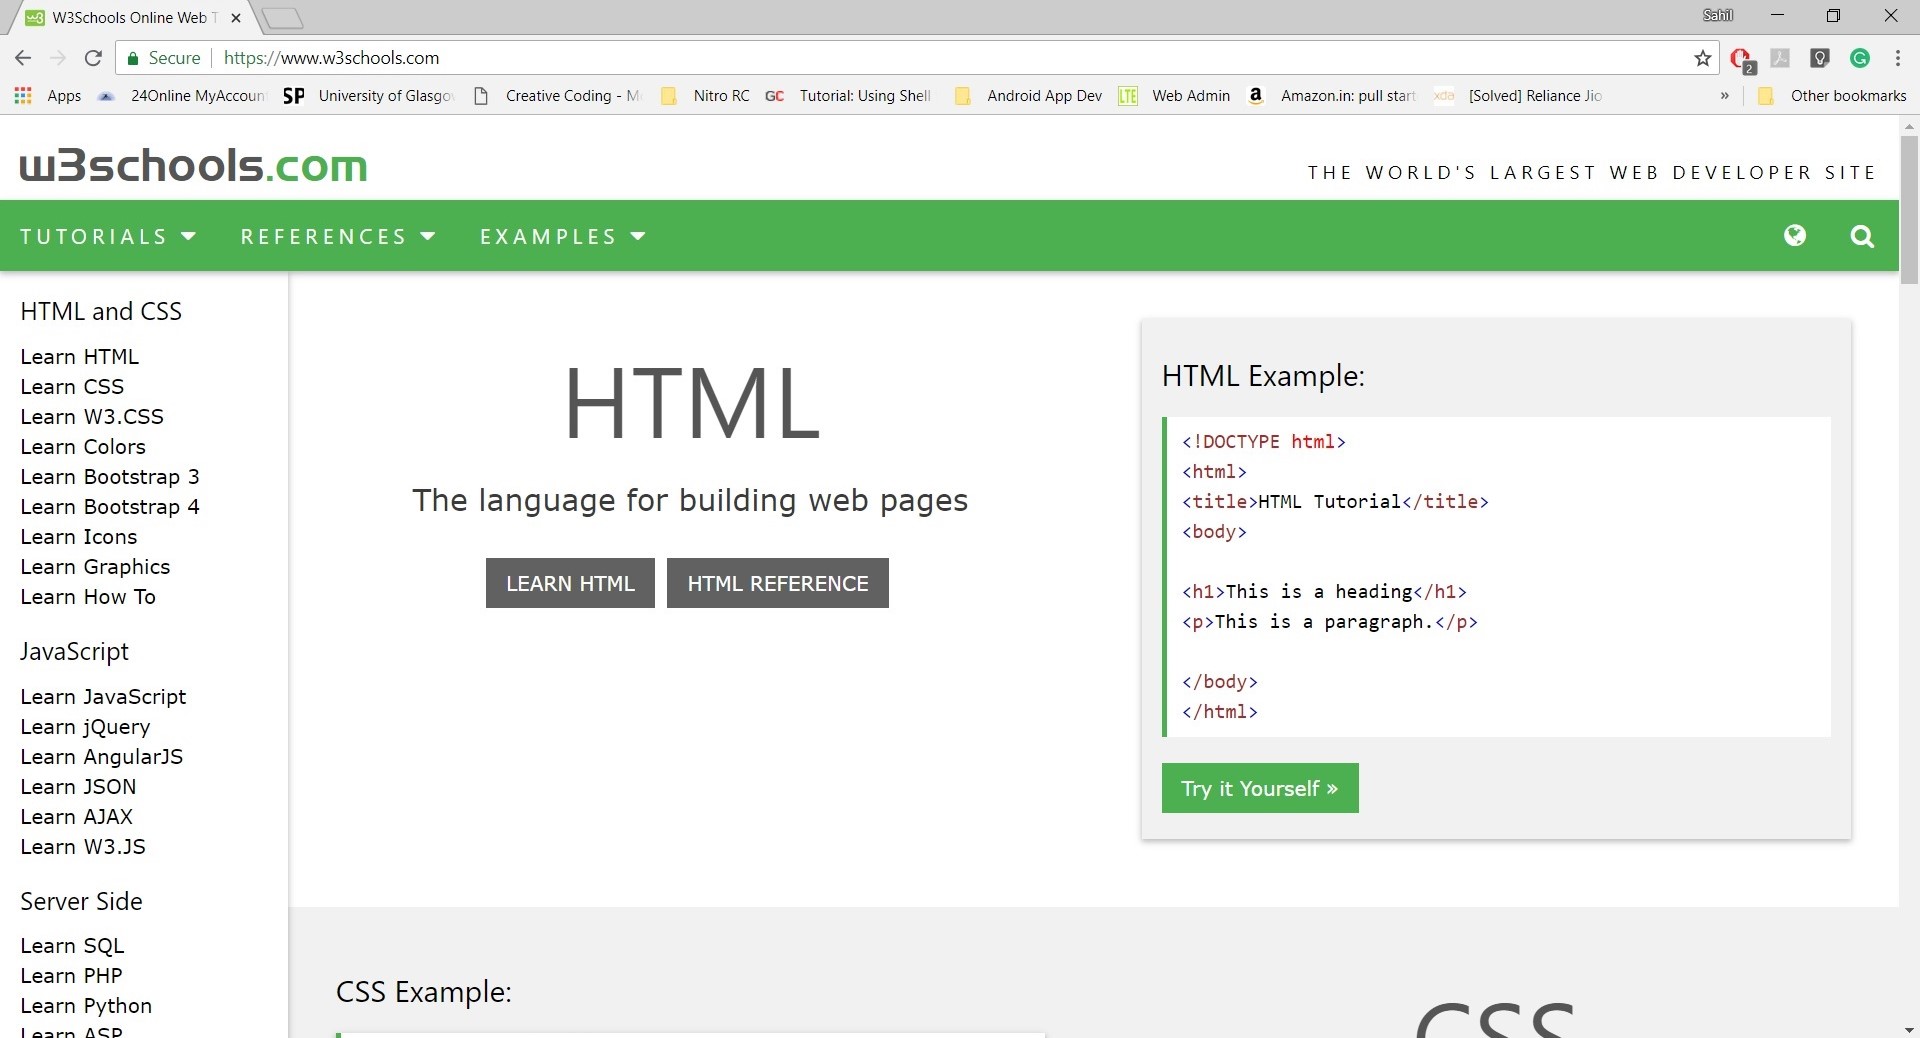 W3Schools Online Web T
Sahil
Secure https://www.w3schools.com
2
Apps 24Online MyAccount University of Glasgow Creative Coding - M Nitro RC GC Tutorial: Using Shell Android App Dev LTE Web Admin Amazon.in: pull start xda [Solved] Reliance Jio » Other bookmarks
SP
w3schools.com
THE WORLD'S LARGEST WEB DEVELOPER SITE
TUTORIALS REFERENCES EXAMPLES
HTML and CSS
Learn HTML
Learn CSS
Learn W3.CSS
Learn Colors
Learn Bootstrap 3
Learn Bootstrap 4
Learn Icons
Learn Graphics
Learn How To
JavaScript
Learn JavaScript
Learn jQuery
Learn AngularJS
Learn JSON
Learn AJAX
Learn W3.JS
Server Side
Learn SQL
Learn PHP
Learn Python
Learn ASP
HTML
The language for building web pages
LEARN HTML HTML REFERENCE
HTML Example:
<!DOCTYPE html>
<html>
<title>HTML Tutorial</title>
<body>
<h1>This is a heading</h1>
<p>This is a paragraph.</p>
</body>
</html>
Try it Yourself »
CSS Example:
CSS